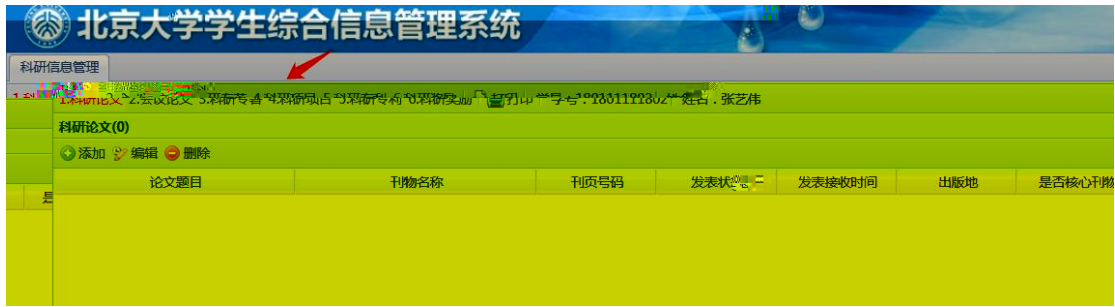 北京大学学生综合信息管理系统
科研信息管理
1.科研论文 2.会议论文 3.科研专著 4.科研项目 5.科研专利 6.科研奖励 打印 学号: 姓名:张艺伟
科研论文(0)
添加 编辑 删除
论文题目 刊物名称 刊页号码 发表状 发表接收时间 出版地 是否核心刊物
是